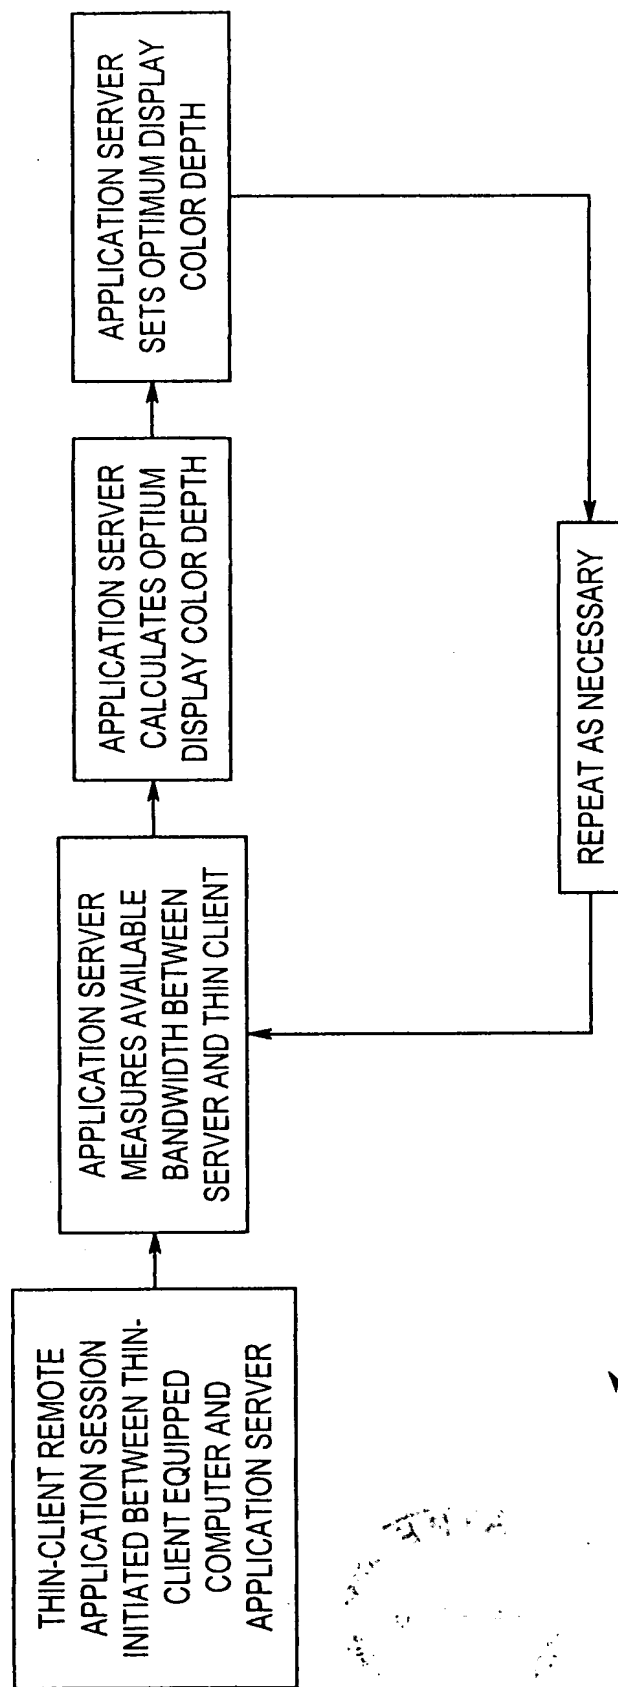 THIN-CLIENT REMOTE
APPLICATION SESSION
INITIATED BETWEEN THIN-
CLIENT EQUIPPED
COMPUTER AND
APPLICATION SERVER
APPLICATION SERVER
MEASURES AVAILABLE
BANDWIDTH BETWEEN
SERVER AND THIN CLIENT
APPLICATION SERVER
CALCULATES OPTIUM
DISPLAY COLOR DEPTH
APPLICATION SERVER
SETS OPTIMUM DISPLAY
COLOR DEPTH
REPEAT AS NECESSARY